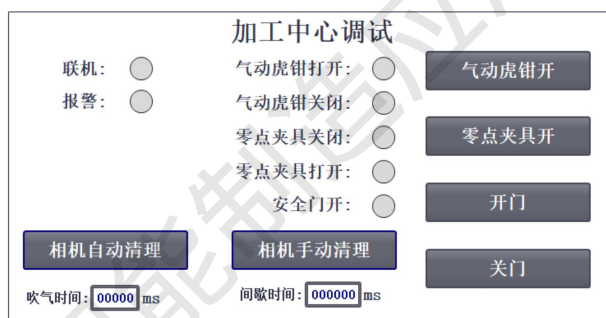 加工中心调试
联机: 气动虎钳打开: 气动虎钳开
报警: 气动虎钳关闭:
零点夹具关闭: 零点夹具开
零点夹具打开:
安全门开: 开门
相机自动清理 相机手动清理 关门
吹气时间: 00000 ms 间歇时间: 000000 ms
能制造应